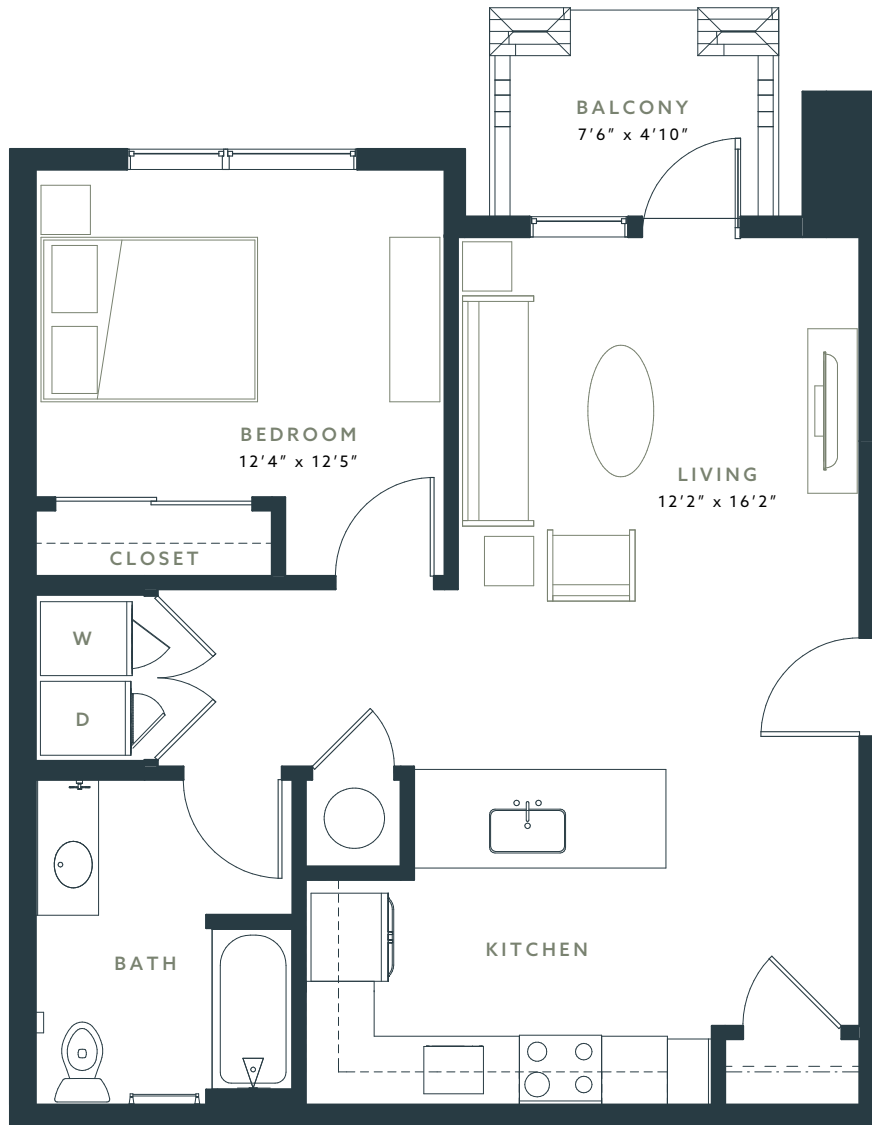 BALCONY
7'6" x 4'10"
BEDROOM
12'4" x 12'5"
LIVING
12'2" x 16'2"
CLOSET
W
D
BATH
KITCHEN